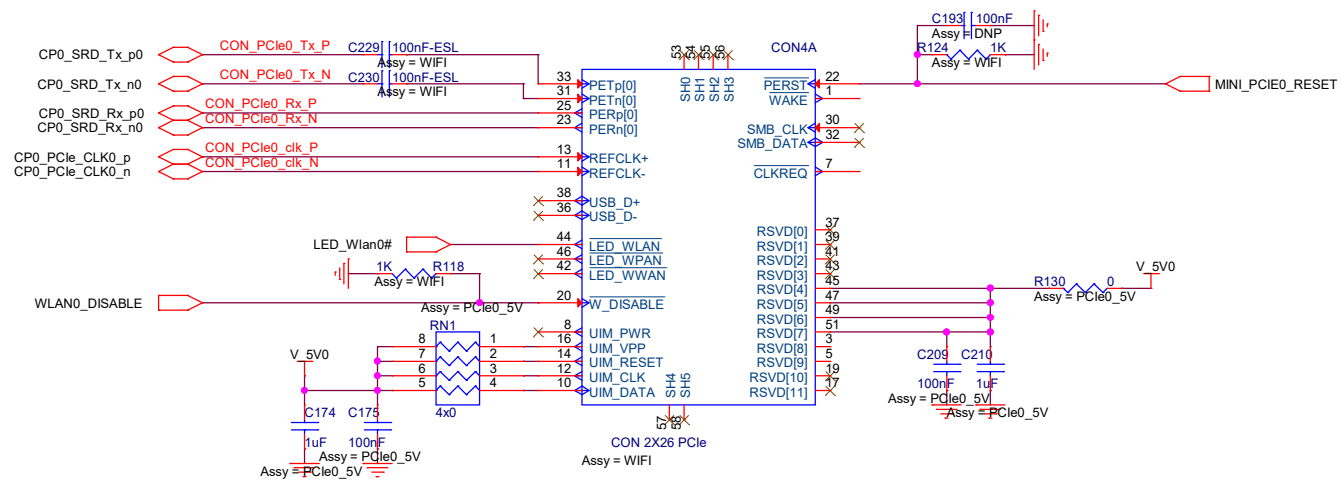 C193 100nF
Assy = DNP
R124 1K
Assy = WIFI
CP0_SRD_Tx_p0 CON_PCIe0_Tx_P C229 100nF-ESL
Assy = WIFI
CP0_SRD_Tx_n0 CON_PCIe0_Tx_N C230 100nF-ESL
Assy = WIFI
CP0_SRD_Rx_p0 CON_PCIe0_Rx_P
CP0_SRD_Rx_n0 CON_PCIe0_Rx_N
CP0_PCIe_CLK0_p CON_PCIe0_clk_P
CP0_PCIe_CLK0_n CON_PCIe0_clk_N
LED_Wlan0#
1K R118
Assy = WIFI
WLAN0_DISABLE
Assy = PCIe0_5V
RN1
8 1
7 2
6 3
5 4
4x0
V_5V0
C174
1uF
Assy = PCIe0_5V
C175
100nF
Assy = PCIe0_5V
53 54 55 56
SH0 SH1 SH2 SH3
CON4A
33 PETp[0]
31 PETn[0]
25 PERp[0]
23 PERn[0]
13 REFCLK+
11 REFCLK-
38 USB_D+
36 USB_D-
44 LED_WLAN
46 LED_WPAN
42 LED_WWAN
20 W_DISABLE
8 UIM_PWR
16 UIM_VPP
14 UIM_RESET
12 UIM_CLK
10 UIM_DATA
SH4 SH5
57 58
CON 2X26 PCIe
Assy = WIFI
PERST 22
WAKE 1
SMB_CLK 30
SMB_DATA 32
CLKREQ 7
RSVD[0] 37
RSVD[1] 39
RSVD[2] 41
RSVD[3] 43
RSVD[4] 45
RSVD[5] 47
RSVD[6] 49
RSVD[7] 51
RSVD[8] 3
RSVD[9] 5
RSVD[10] 19
RSVD[11] 17
MINI_PCIE0_RESET
R130 0
Assy = PCIe0_5V
V_5V0
C209
100nF
Assy = PCIe0_5V
C210
1uF
Assy = PCIe0_5V